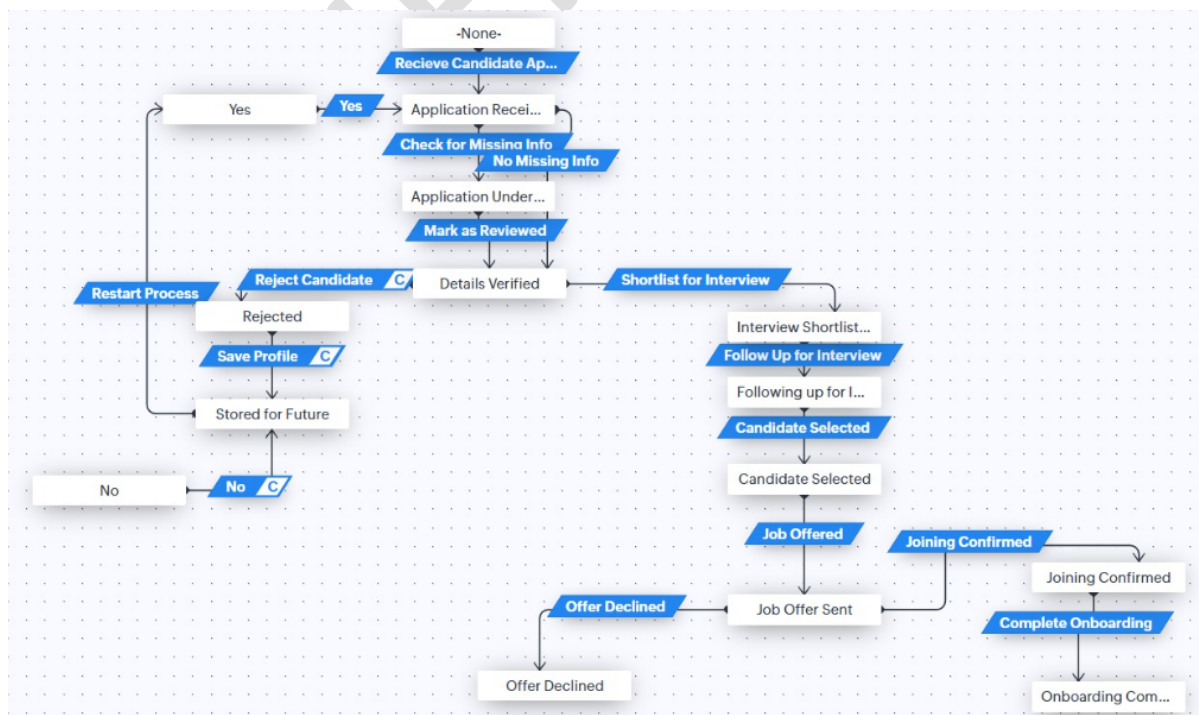 -None-
Recieve Candidate Ap...
Yes
Yes
Application Recei...
Check for Missing Info
No Missing Info
Application Under...
Mark as Reviewed
Reject Candidate C
Details Verified
Shortlist for Interview
Restart Process
Rejected
Interview Shortlist...
Save Profile C
Follow Up for Interview
Following up for I...
Stored for Future
Candidate Selected
No
No C
Candidate Selected
Job Offered
Joining Confirmed
Joining Confirmed
Offer Declined
Job Offer Sent
Complete Onboarding
Offer Declined
Onboarding Com...